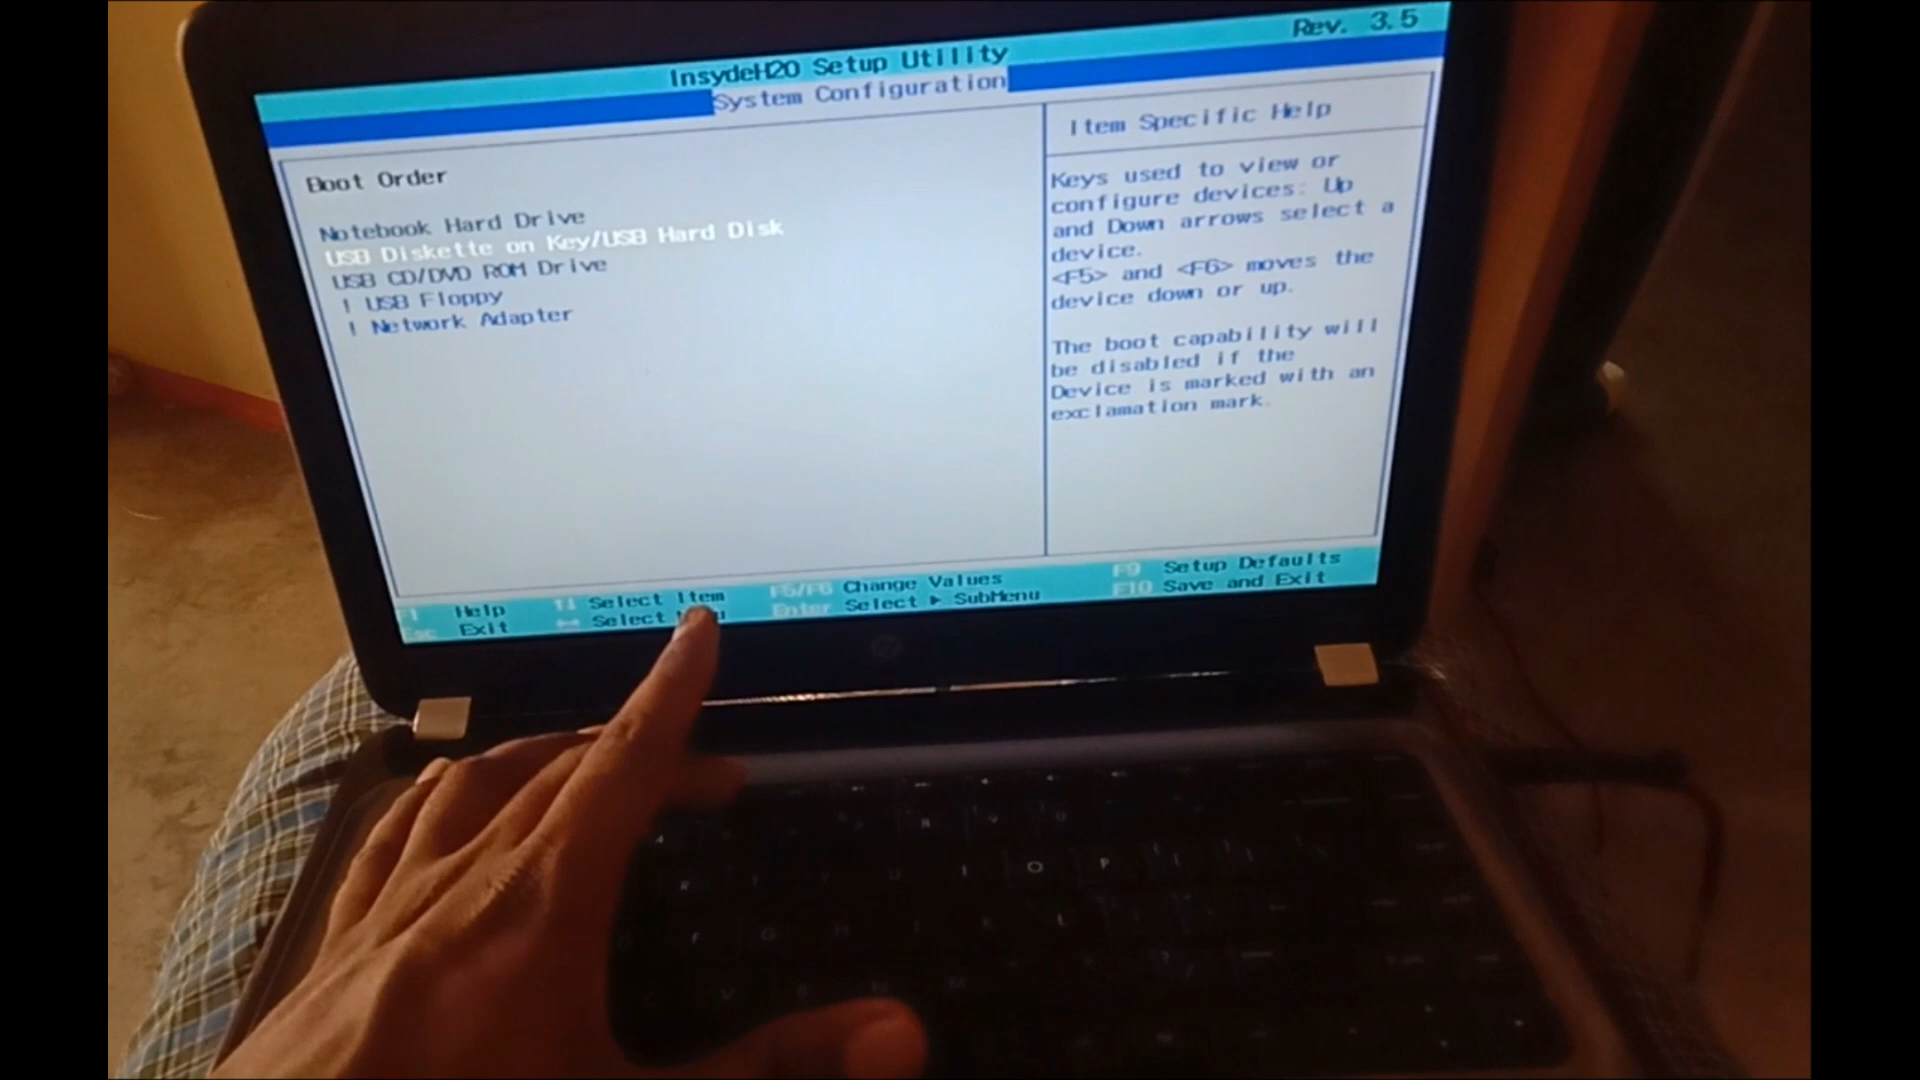 InsydeH2O Setup Utility
Rev. 3.5
System Configuration
Boot Order
Notebook Hard Drive
USB Diskette on Key/USB Hard Disk
USB CD/DVD ROM Drive
! USB Floppy
! Network Adapter
Item Specific Help
Keys used to view or
configure devices: Up
and Down arrows select a
device.
<F5> and <F6> moves the
device down or up.
The boot capability will
be disabled if the
Device is marked with an
exclamation mark.
F1 Help
↑↓ Select Item
F5/F6 Change Values
F9 Setup Defaults
Esc Exit
↔ Select
Enter Select ▶ SubMenu
F10 Save and Exit
O P
L
F G